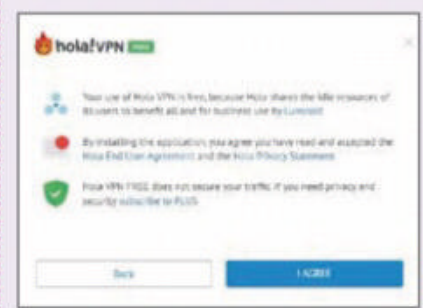 hola!VPN FREE
Your use of Hola VPN is free, because Hola shares the idle resources of
its users to benefit all, and for business use by Luminati
By installing the application, you agree you have read and accepted the
Hola End User Agreement and the Hola Privacy Statement
Hola VPN FREE does not secure your traffic. If you need privacy and
security subscribe to PLUS
Back
I AGREE